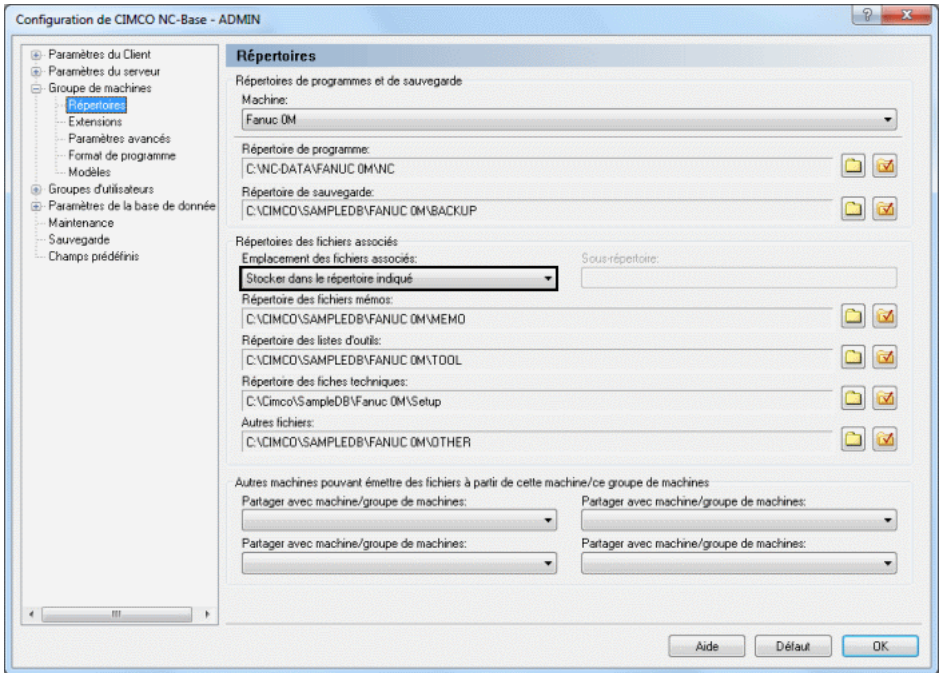 Configuration de CIMCO NC-Base - ADMIN
Paramètres du Client
Paramètres du serveur
Groupe de machines
Répertoires
Extensions
Paramètres avancés
Format de programme
Modèles
Groupes d'utilisateurs
Paramètres de la base de donnée
Maintenance
Sauvegarde
Champs prédéfinis
Répertoires
Répertoires de programmes et de sauvegarde
Machine:
Fanuc 0M
Répertoire de programme:
C:\NC-DATA\FANUC 0M\NC
Répertoire de sauvegarde:
C:\CIMCO\SAMPLEDB\FANUC 0M\BACKUP
Répertoires des fichiers associés
Emplacement des fichiers associés:
Sous-répertoire:
Stocker dans le répertoire indiqué
Répertoire des fichiers mémos:
C:\CIMCO\SAMPLEDB\FANUC 0M\MEMO
Répertoire des listes d'outils:
C:\CIMCO\SAMPLEDB\FANUC 0M\TOOL
Répertoire des fiches techniques:
C:\Cimco\SampleDB\Fanuc 0M\Setup
Autres fichiers:
C:\CIMCO\SAMPLEDB\FANUC 0M\OTHER
Autres machines pouvant émettre des fichiers à partir de cette machine/ce groupe de machines
Partager avec machine/groupe de machines:
Partager avec machine/groupe de machines:
Partager avec machine/groupe de machines:
Partager avec machine/groupe de machines:
Aide
Défaut
OK